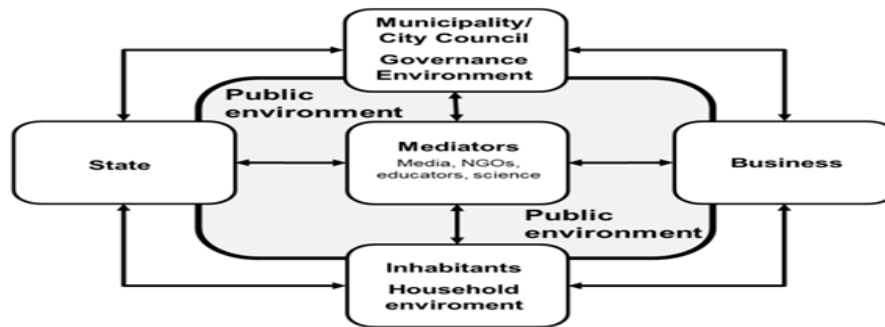 Municipality/
City Council
Governance
Environment
Public
environment
State
Mediators
Media, NGOs,
educators, science
Business
Public
environment
Inhabitants
Household
enviroment